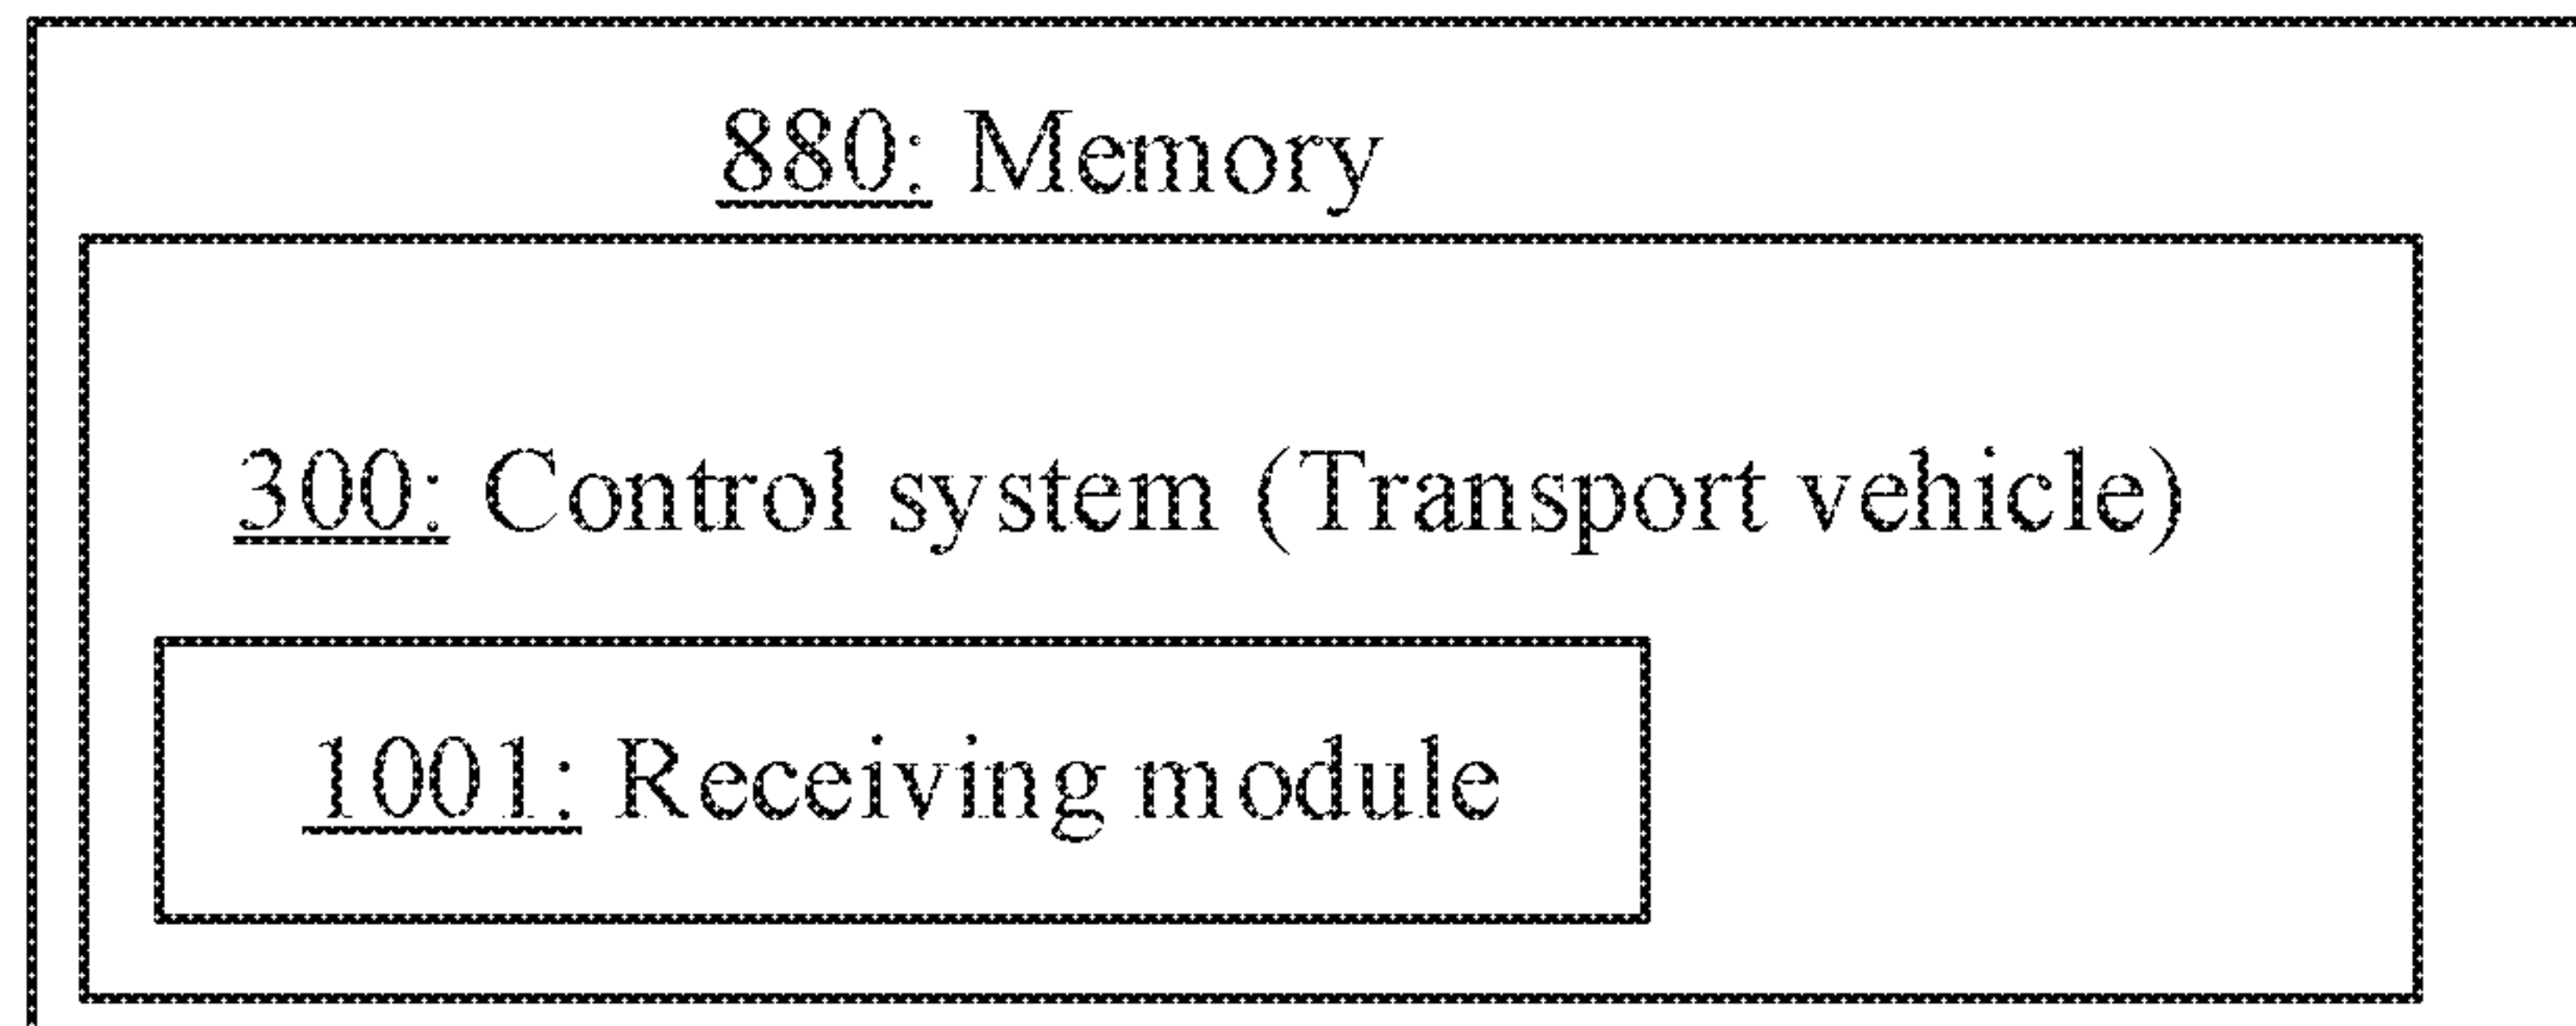 880: Memory
300: Control system (Transport vehicle)
1001: Receiving module